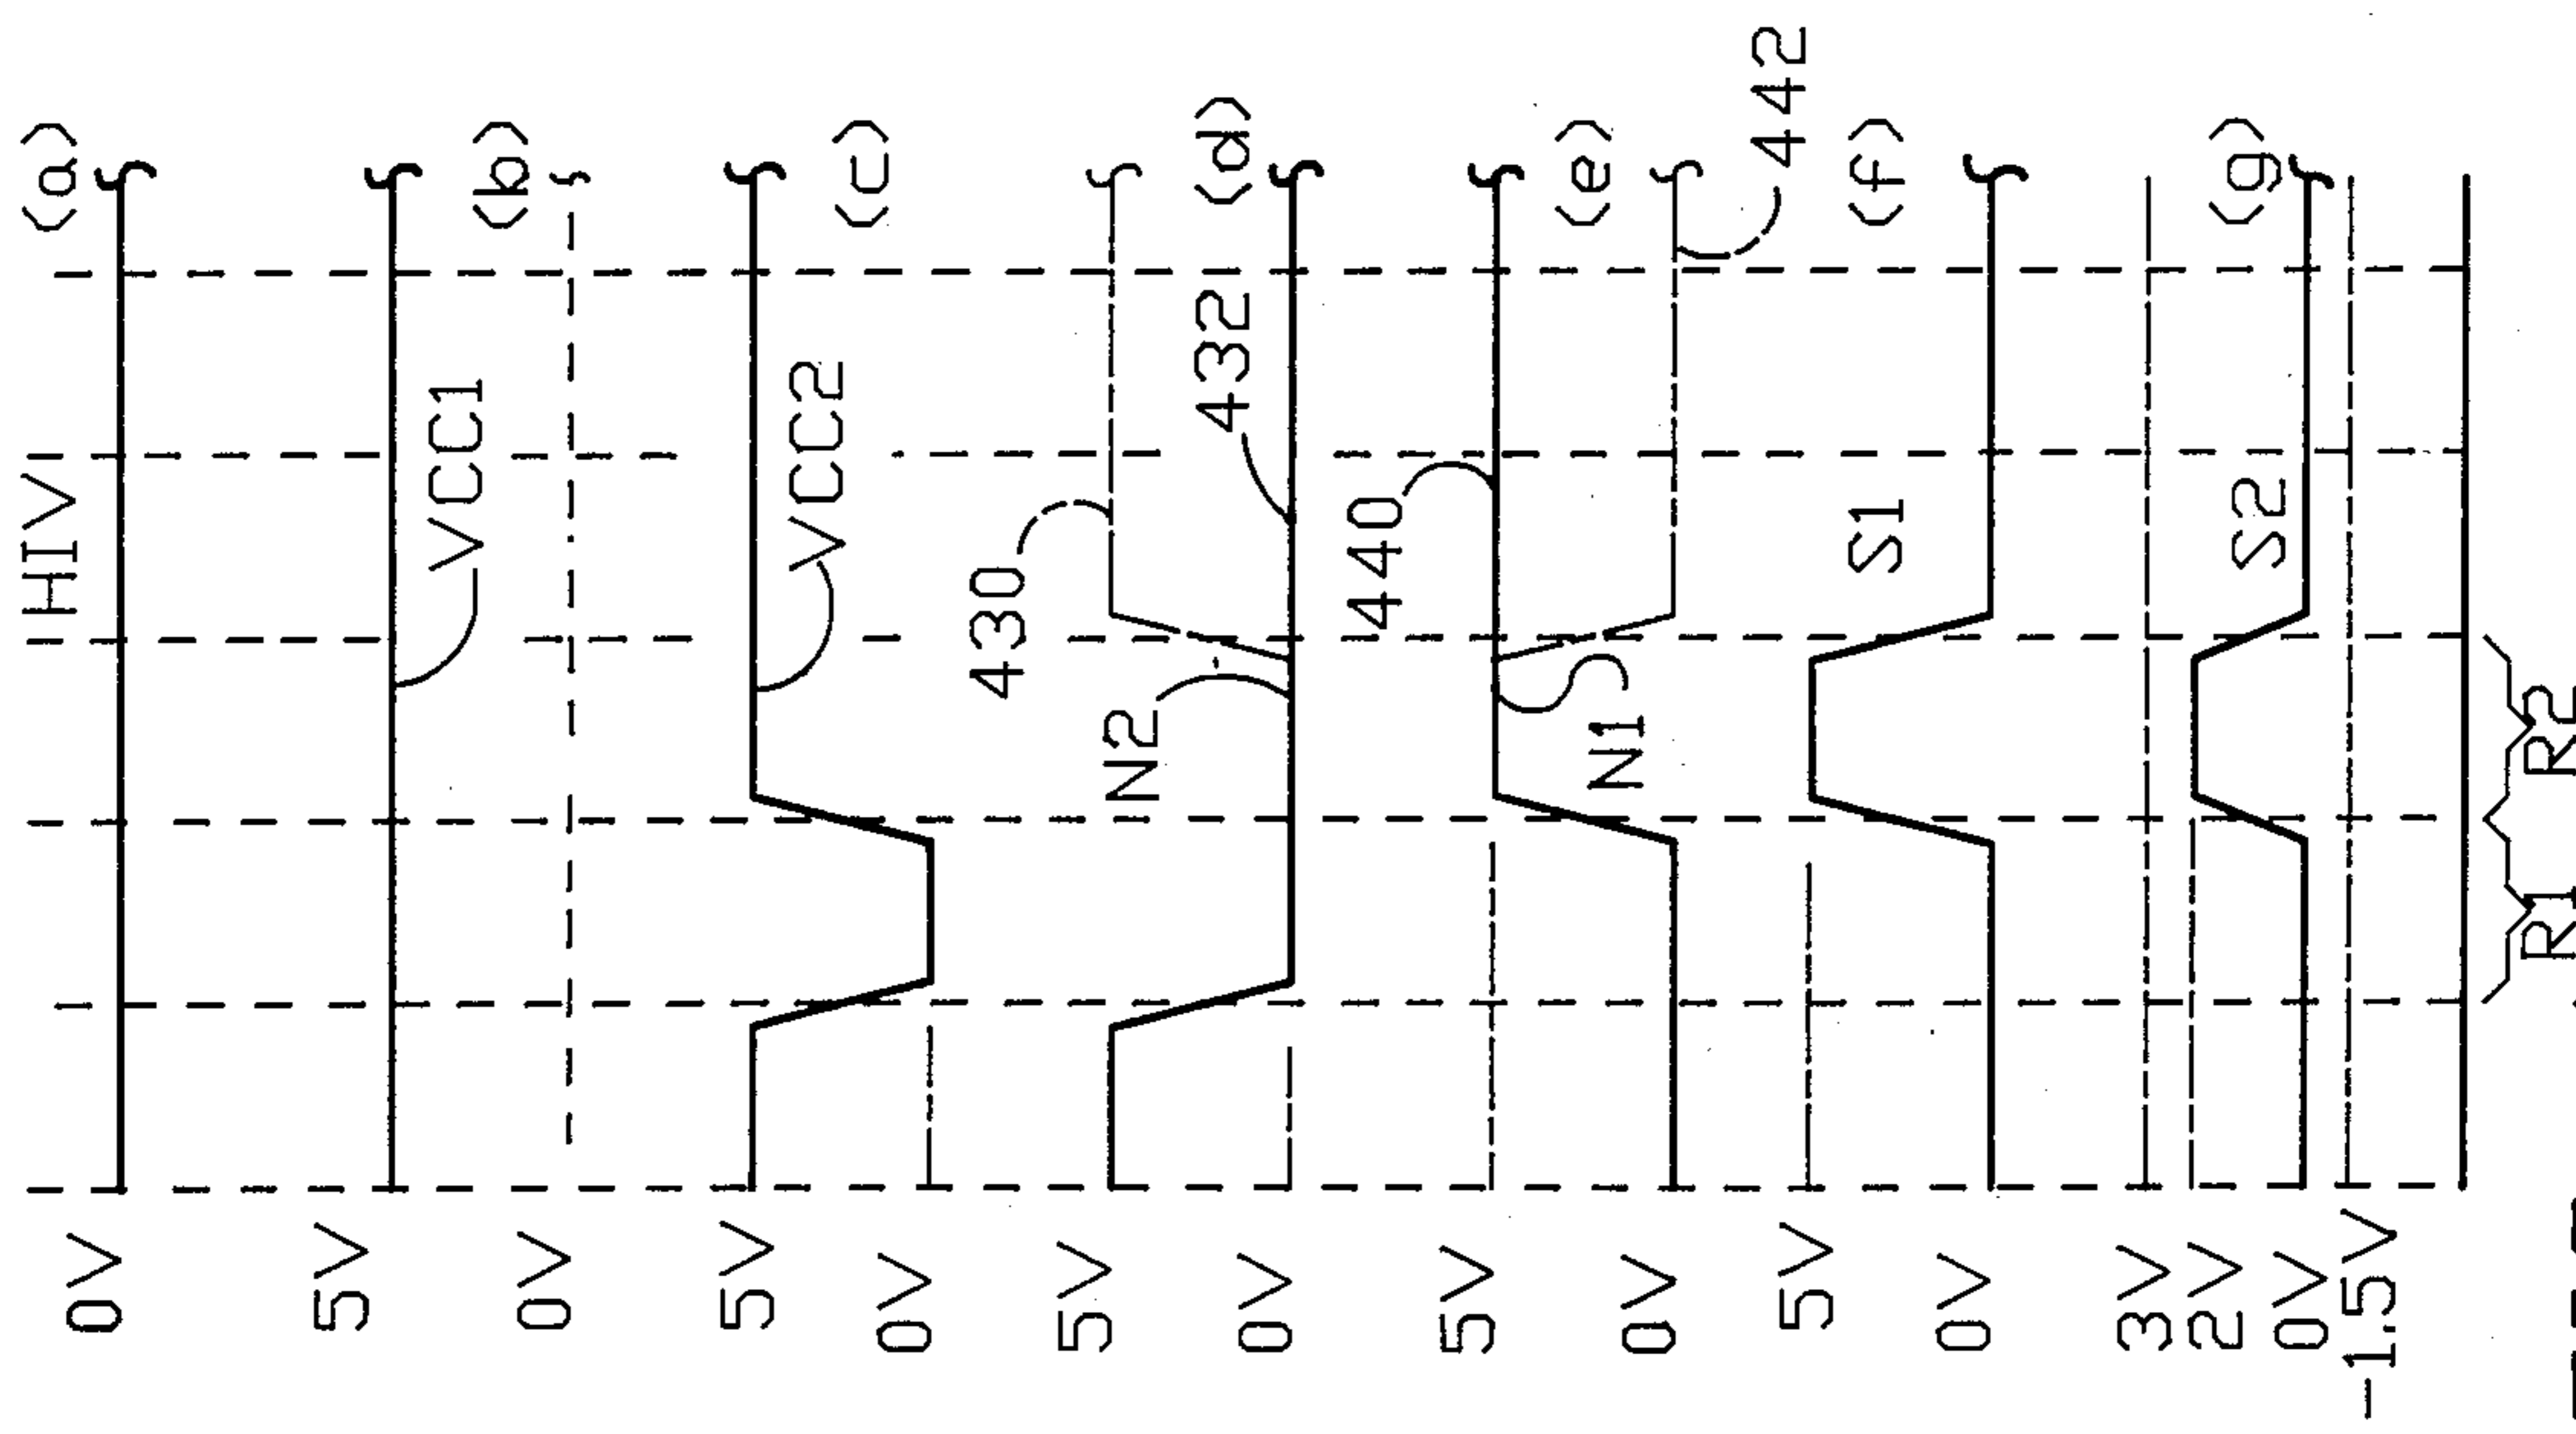 HIV
(a)
0V
5V
VCC1
(b)
0V
5V
VCC2
(c)
0V
430
5V
N2
432
(d)
0V
440
5V
N1
(e)
0V
442
5V
S1
(f)
0V
3V
2V
S2
(g)
0V
-1.5V
R1
R2